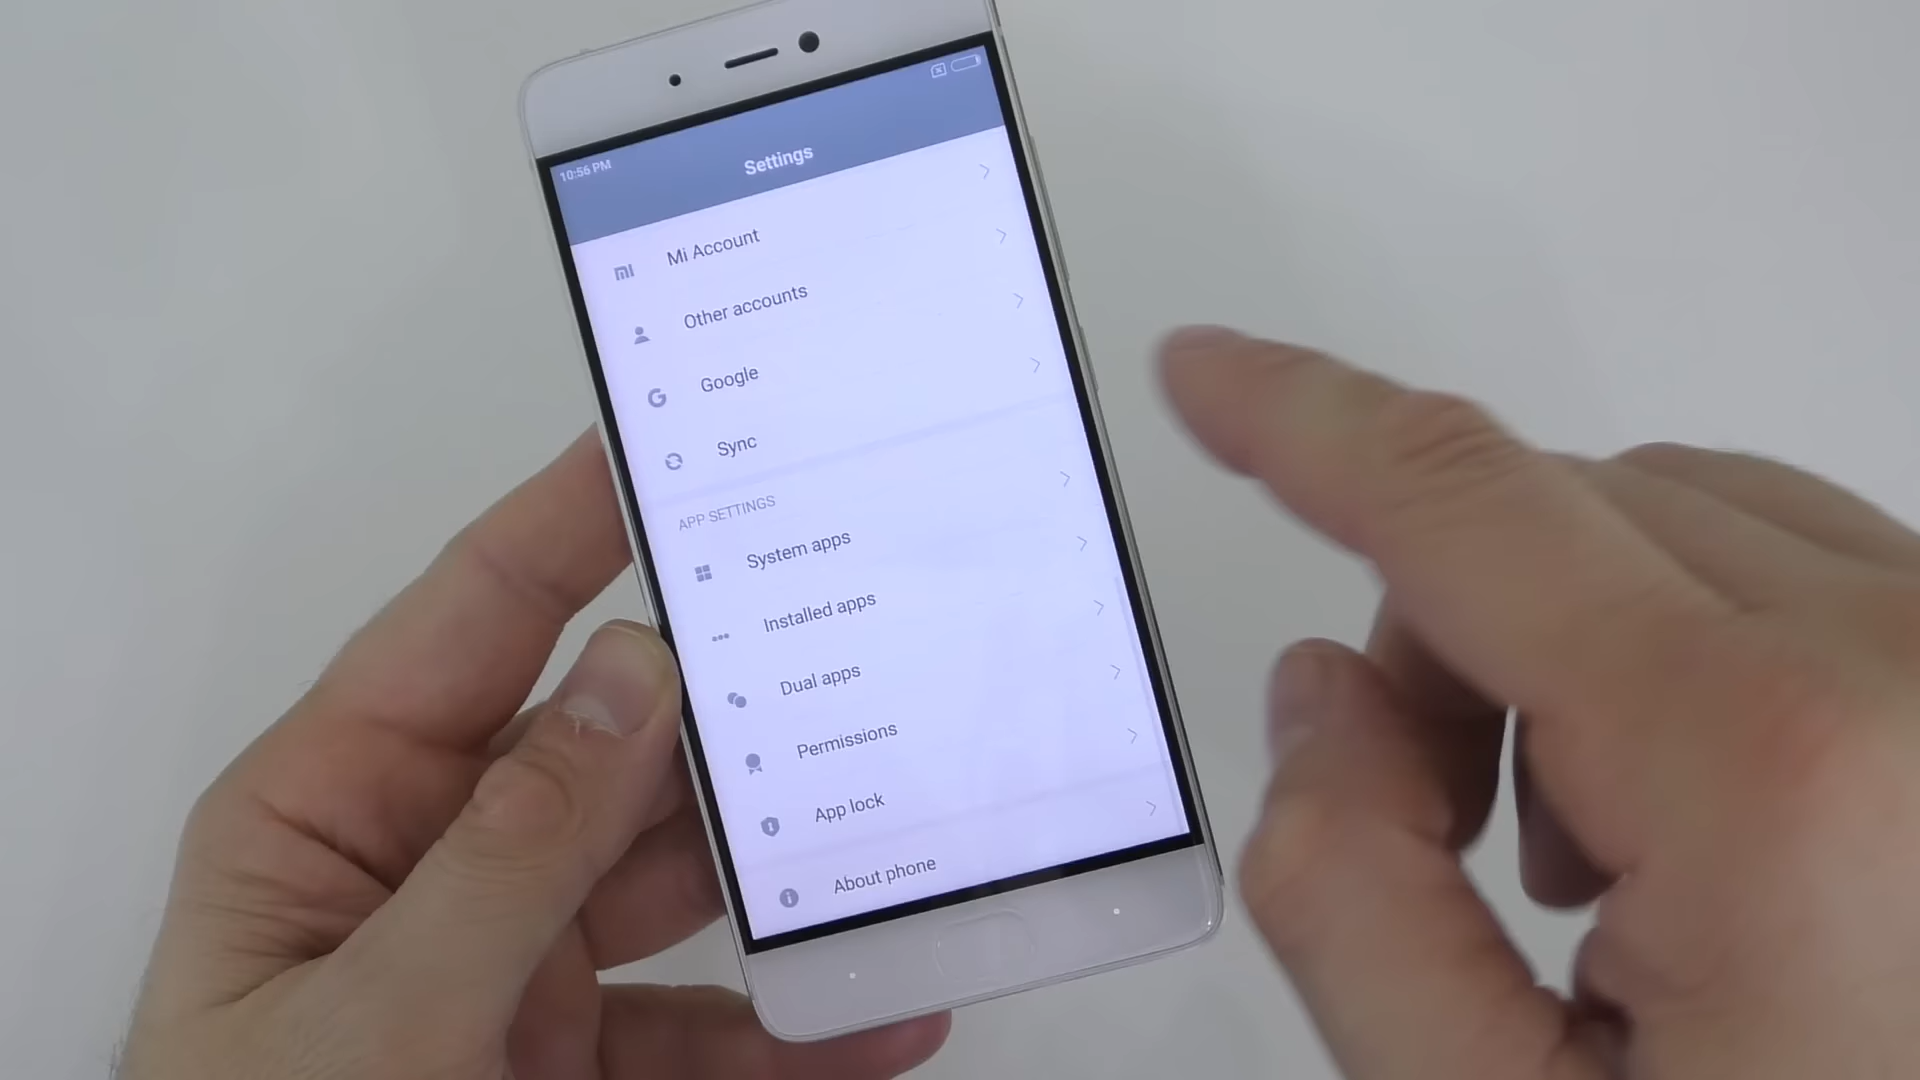 10:56 PM
Settings
Mi Account
Other accounts
Google
Sync
APP SETTINGS
System apps
Installed apps
Dual apps
Permissions
App lock
About phone